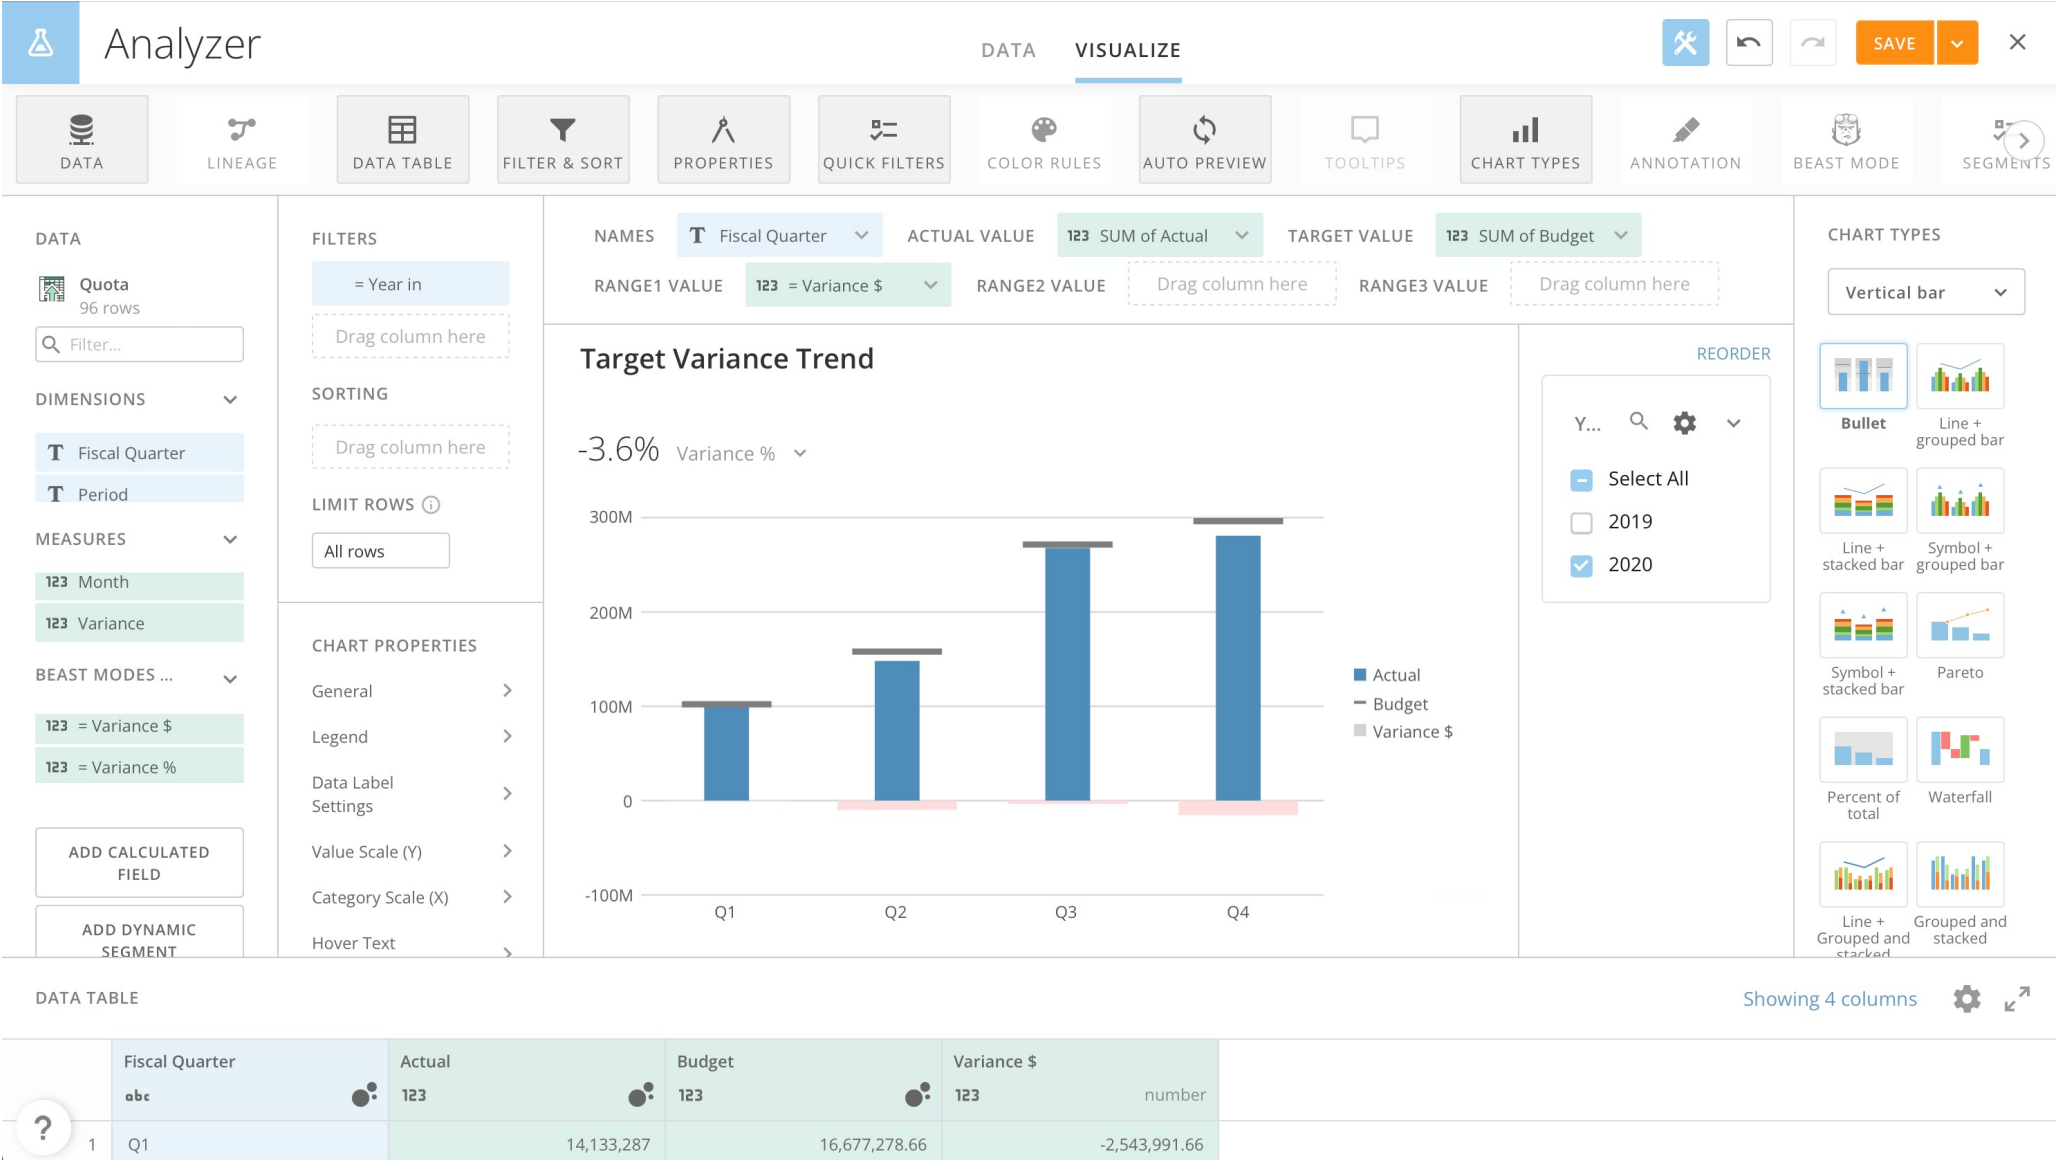 Analyzer
DATA
VISUALIZE
SAVE
DATA
LINEAGE
DATA TABLE
FILTER & SORT
PROPERTIES
QUICK FILTERS
COLOR RULES
AUTO PREVIEW
TOOLTIPS
CHART TYPES
ANNOTATION
BEAST MODE
SEGMENTS
DATA
Quota
96 rows
Filter...
DIMENSIONS
T Fiscal Quarter
T Period
MEASURES
123 Month
123 Variance
BEAST MODES ...
123 = Variance $
123 = Variance %
ADD CALCULATED
FIELD
ADD DYNAMIC
SEGMENT
FILTERS
= Year in
Drag column here
SORTING
Drag column here
LIMIT ROWS
All rows
CHART PROPERTIES
General
Legend
Data Label
Settings
Value Scale (Y)
Category Scale (X)
Hover Text
NAMES T Fiscal Quarter ACTUAL VALUE 123 SUM of Actual TARGET VALUE 123 SUM of Budget
RANGE1 VALUE 123 = Variance $ RANGE2 VALUE Drag column here RANGE3 VALUE Drag column here
Target Variance Trend
-3.6% Variance %
300M
200M
100M
0
-100M
Q1 Q2 Q3 Q4
Actual
Budget
Variance $
REORDER
Y...
Select All
2019
2020
CHART TYPES
Vertical bar
Bullet
Line +
grouped bar
Line +
stacked bar
Symbol +
grouped bar
Symbol +
stacked bar
Pareto
Percent of
total
Waterfall
Line +
Grouped and
stacked
Grouped and
stacked
DATA TABLE
Showing 4 columns
Fiscal Quarter Actual Budget Variance $
abc 123 123 123 number
?
1 Q1 14,133,287 16,677,278.66 -2,543,991.66